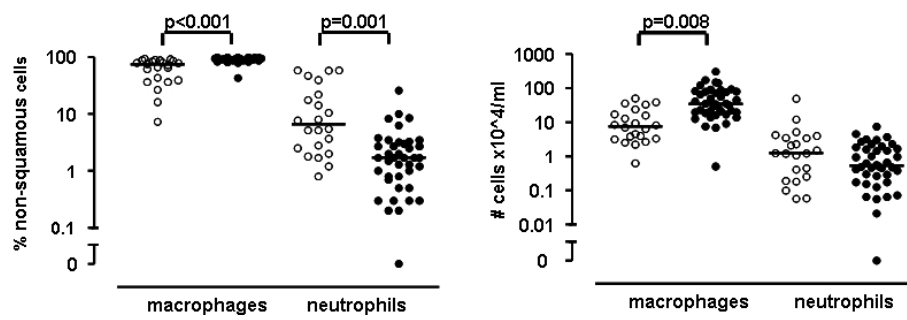 p<0.001
p=0.001
100
10
1
0.1
0
% non-squamous cells
macrophages
neutrophils
p=0.008
1000
100
10
1
0.1
0.01
0
# cells x10^4/ml
macrophages
neutrophils